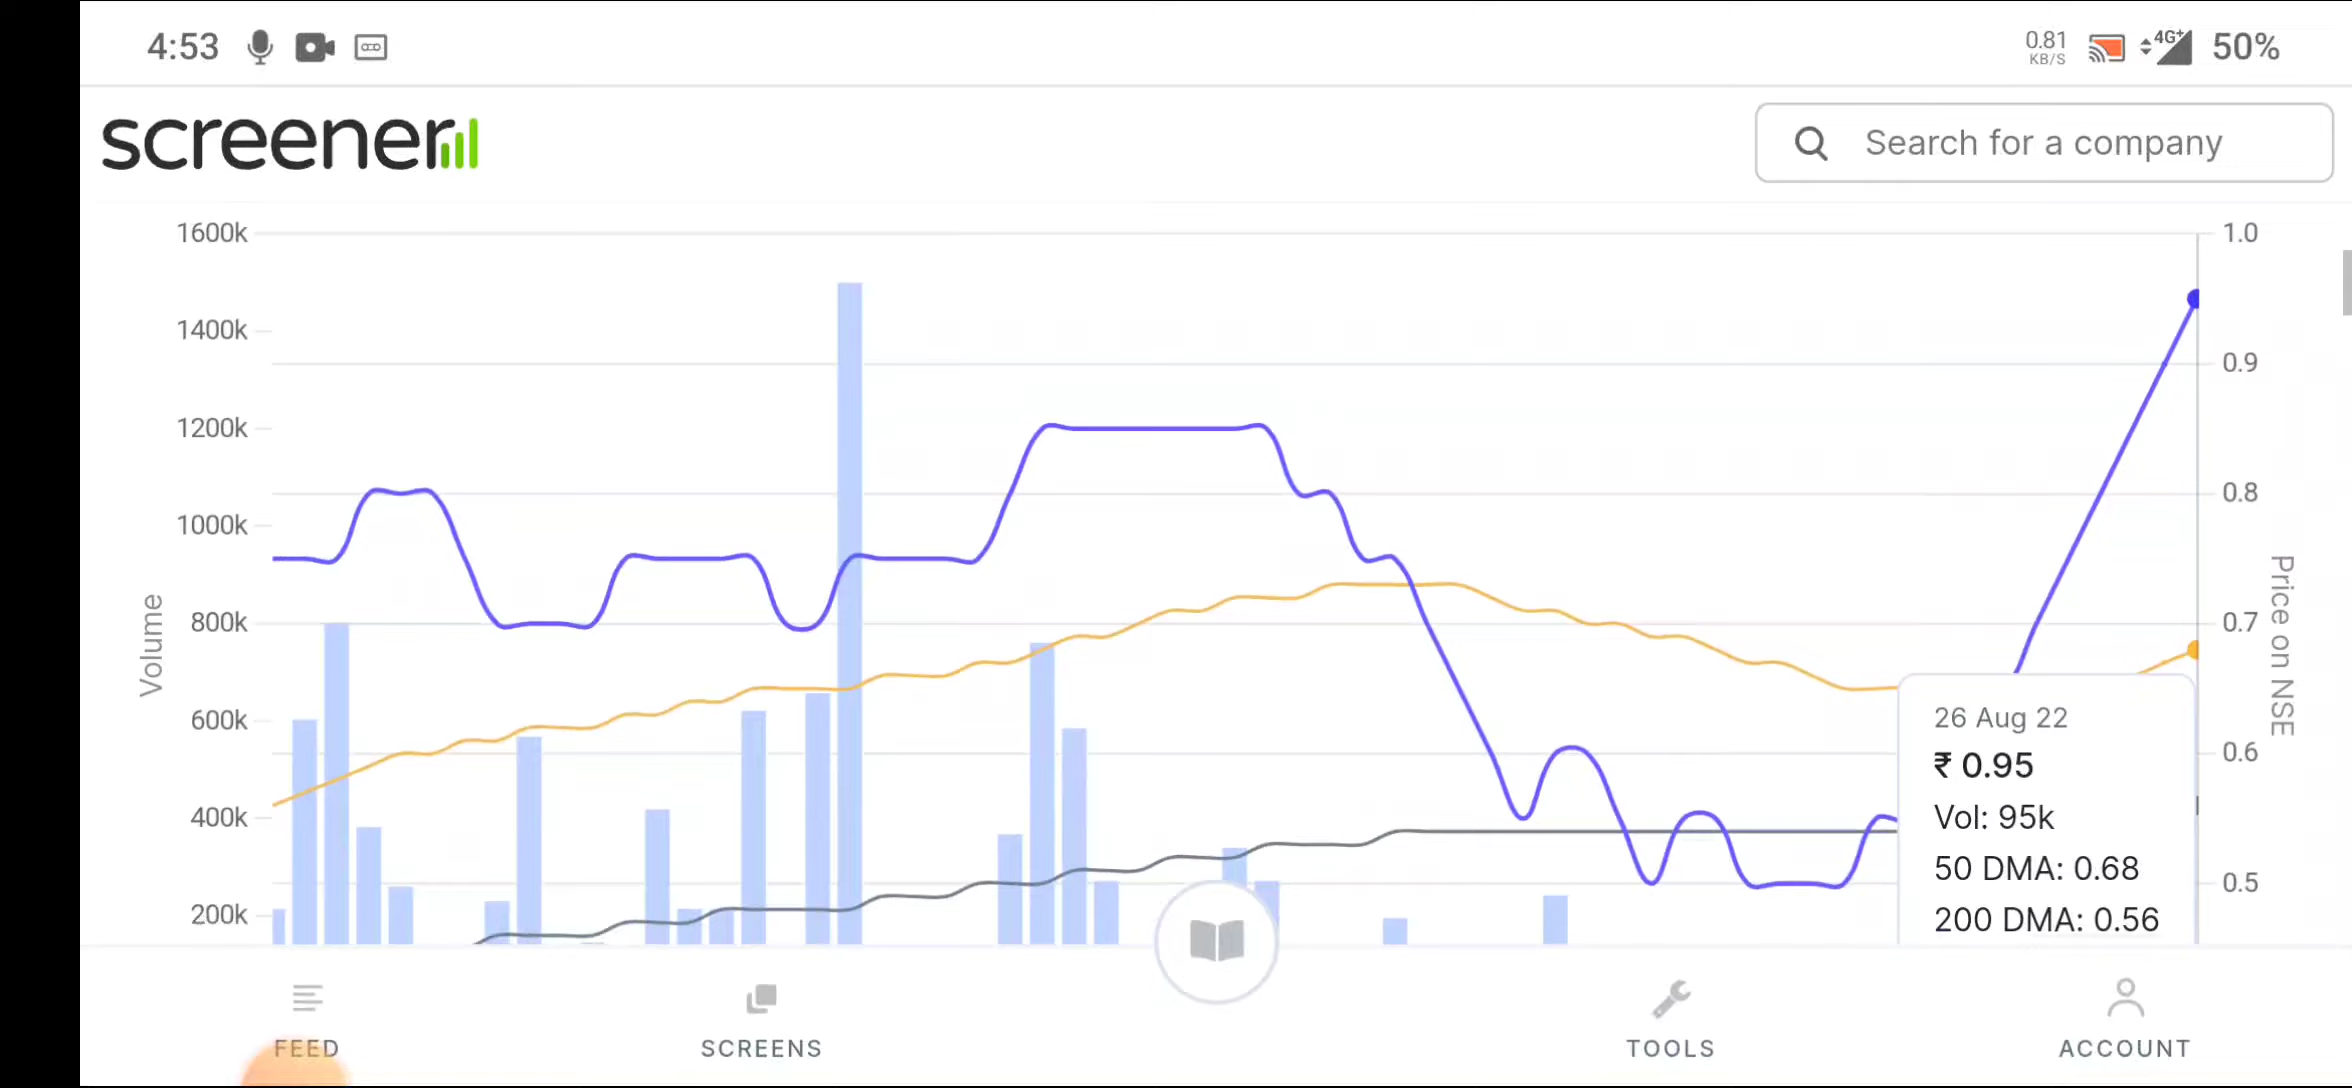 4:53
0.81
KB/S
4G+
50%
screener
Search for a company
1600k
1400k
1200k
1000k
800k
600k
400k
200k
Volume
1.0
0.9
0.8
0.7
0.6
0.5
Price on NSE
26 Aug 22
₹ 0.95
Vol: 95k
50 DMA: 0.68
200 DMA: 0.56
FEED
SCREENS
TOOLS
ACCOUNT